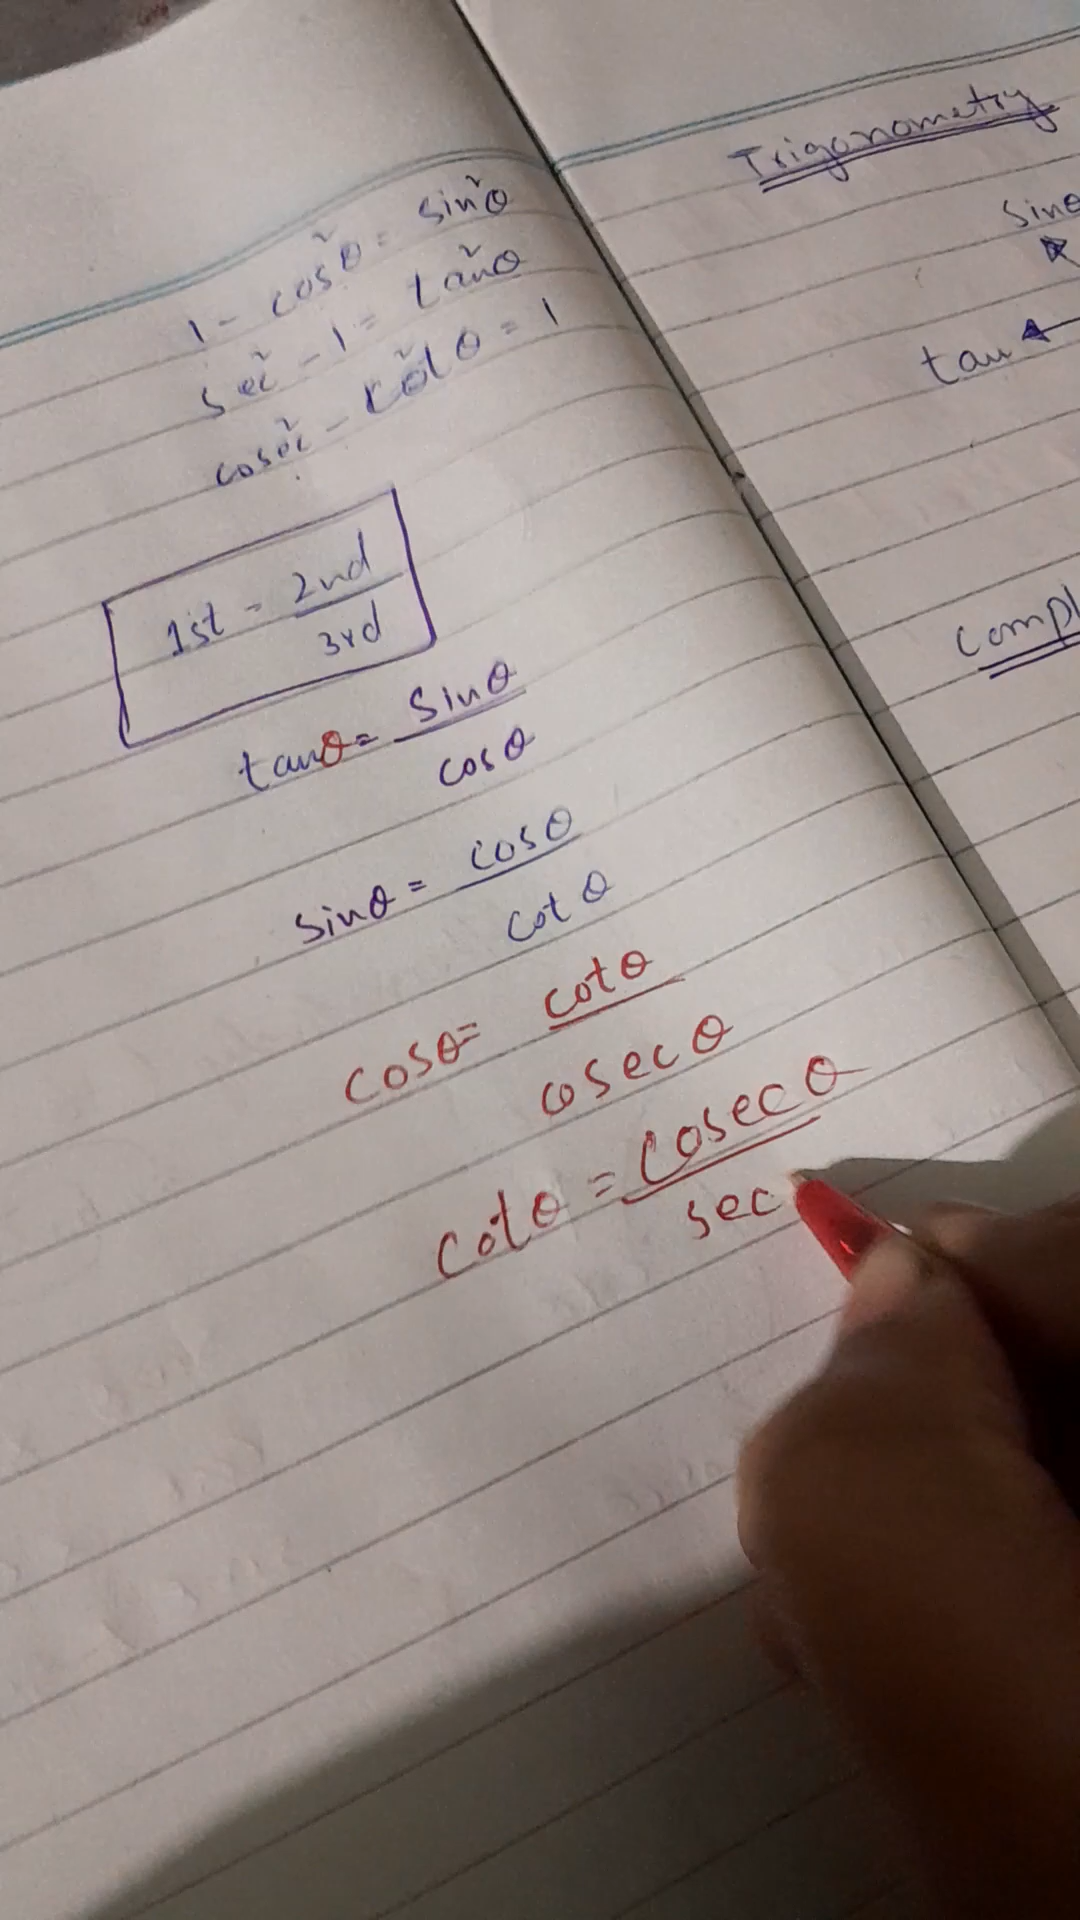 1 - cos²θ = sin²θ
sec² - 1 = tan²θ
cosec² - cot²θ = 1
1st = 2nd
3rd
tanθ = sinθ
cosθ
sinθ = cosθ
cotθ
cosθ = cotθ
cosecθ
cotθ = cosecθ
sec
Trigonometry
sinθ
tan
Compl